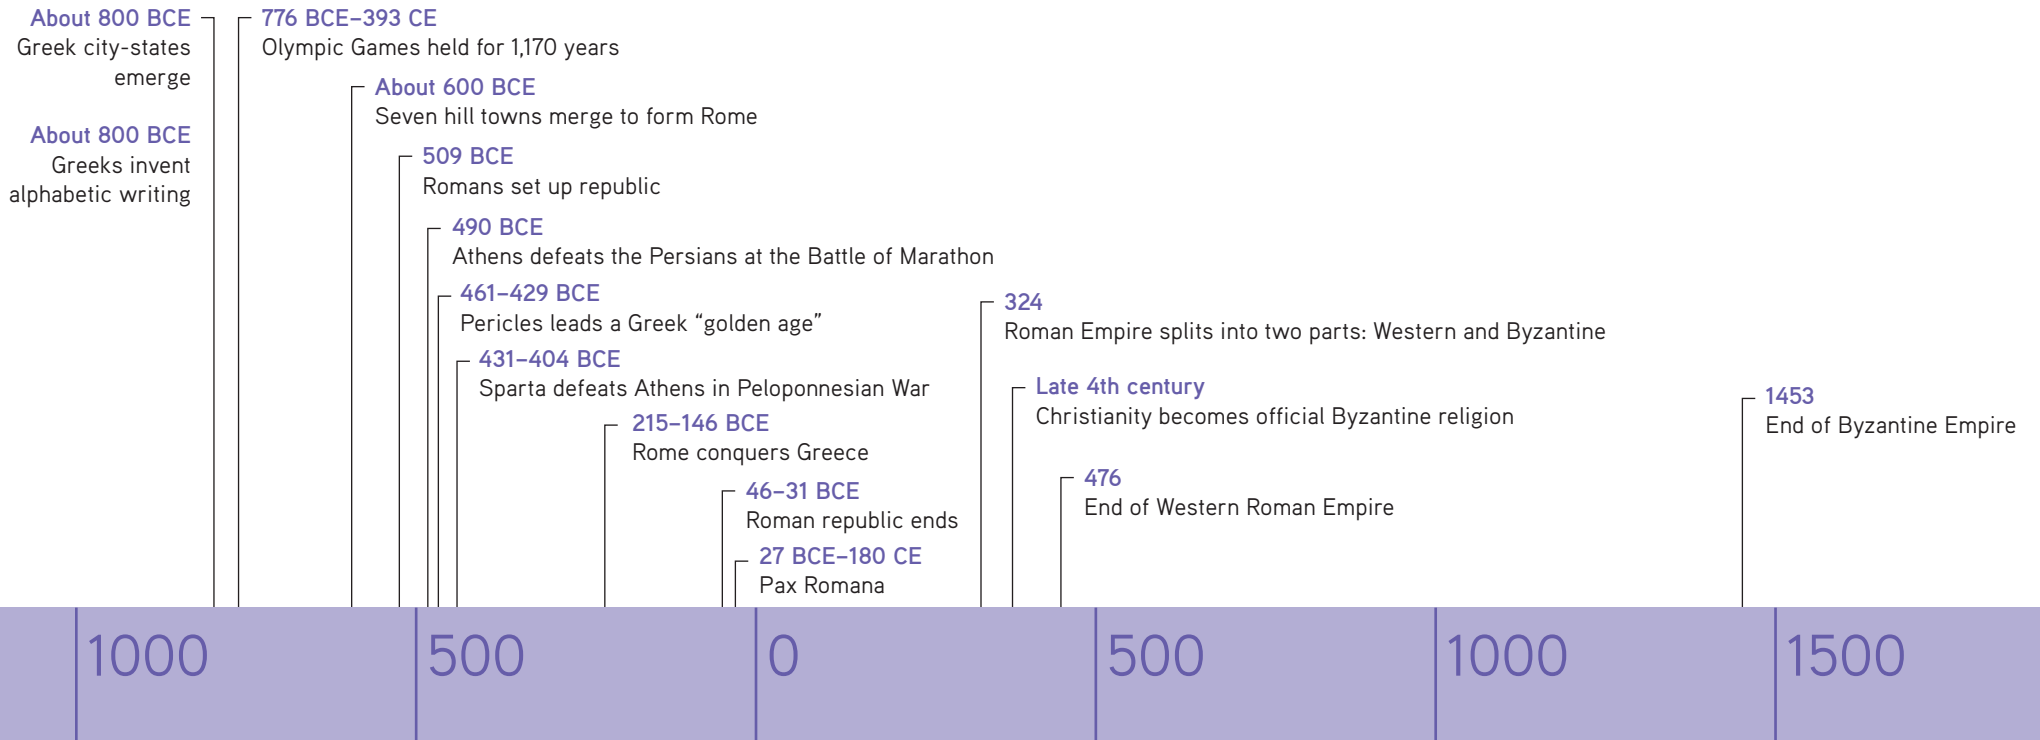 About 800 BCE
Greek city-states
emerge
About 800 BCE
Greeks invent
alphabetic writing
776 BCE–393 CE
Olympic Games held for 1,170 years
About 600 BCE
Seven hill towns merge to form Rome
509 BCE
Romans set up republic
490 BCE
Athens defeats the Persians at the Battle of Marathon
461–429 BCE
Pericles leads a Greek “golden age”
431–404 BCE
Sparta defeats Athens in Peloponnesian War
215–146 BCE
Rome conquers Greece
46–31 BCE
Roman republic ends
27 BCE–180 CE
Pax Romana
324
Roman Empire splits into two parts: Western and Byzantine
Late 4th century
Christianity becomes official Byzantine religion
476
End of Western Roman Empire
1453
End of Byzantine Empire
1000
500
0
500
1000
1500